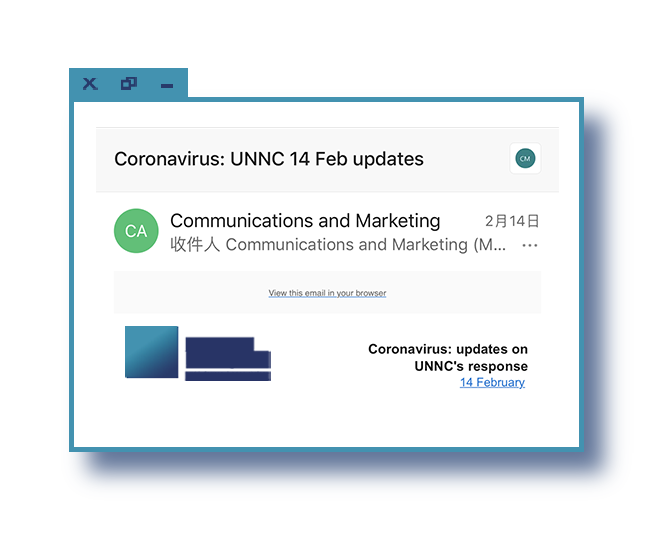 Coronavirus: UNNC 14 Feb updates
CM
CA
Communications and Marketing 2月14日
收件人 Communications and Marketing (M... ...
View this email in your browser
Coronavirus: updates on
UNNC's response
14 February